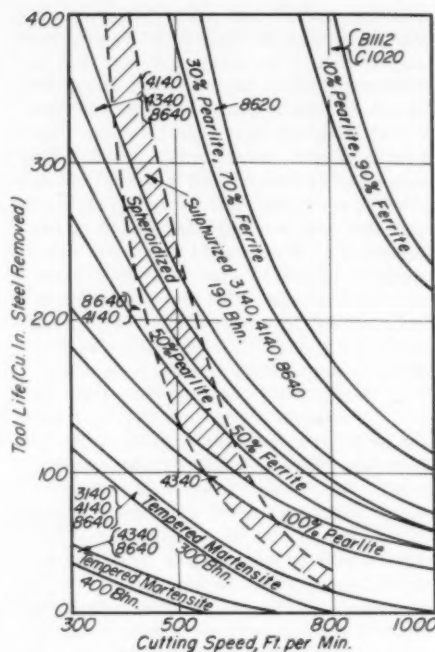 400
300
200
100
0
Tool Life (Cu. In. Steel Removed)
300
500
800
1000
Cutting Speed, Ft. per Min.
B1112
C1020
10% Pearlite, 90% Ferrite
8620
30% Pearlite, 70% Ferrite
4140
4340
8640
Sulphurized 3140, 4140, 8640
190 Bhn.
Spheroidized
8640
4140
50% Pearlite,
50% Ferrite
4340
100% Pearlite
3140
4140
8640
Tempered Mortensite
300 Bhn.
4340
8640
Tempered Mortensite
400 Bhn.